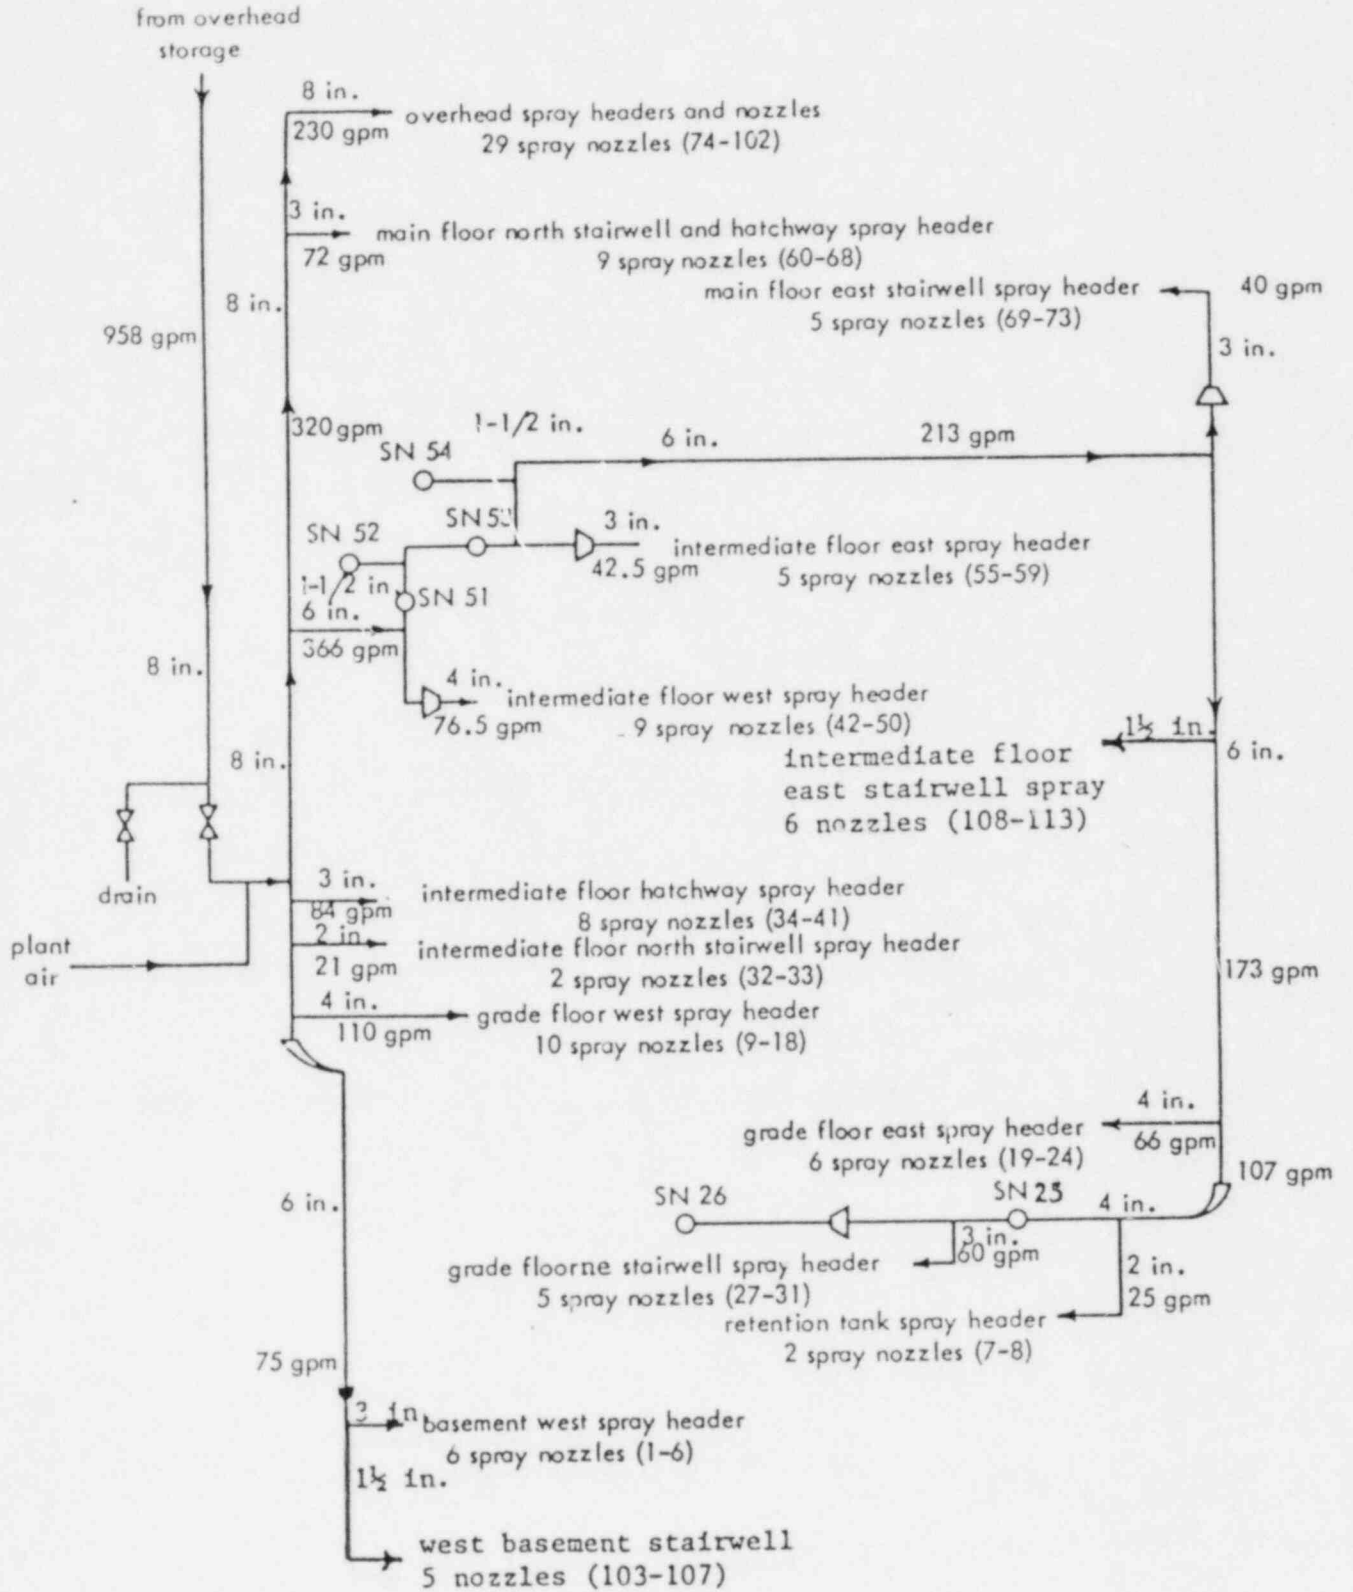 from overhead
storage
8 in.
overhead spray headers and nozzles
230 gpm
29 spray nozzles (74-102)
3 in.
main floor north stairwell and hatchway spray header
72 gpm
9 spray nozzles (60-68)
main floor east stairwell spray header
40 gpm
5 spray nozzles (69-73)
8 in.
958 gpm
3 in.
320 gpm
1-1/2 in.
6 in.
213 gpm
SN 54
SN 52
SN
3 in.
intermediate floor east spray header
42.5 gpm
5 spray nozzles (55-59)
1-1/2 in.
SN 51
6 in.
366 gpm
8 in.
4 in.
intermediate floor west spray header
76.5 gpm
9 spray nozzles (42-50)
1½ in.
6 in.
8 in.
intermediate floor
east stairwell spray
6 nozzles (108-113)
drain
3 in.
intermediate floor hatchway spray header
84 gpm
8 spray nozzles (34-41)
plant
air
2 in.
intermediate floor north stairwell spray header
21 gpm
2 spray nozzles (32-33)
173 gpm
4 in.
grade floor west spray header
110 gpm
10 spray nozzles (9-18)
4 in.
grade floor east spray header
66 gpm
6 spray nozzles (19-24)
107 gpm
6 in.
SN 26
SN 25
4 in.
3 in.
60 gpm
grade floorne stairwell spray header
5 spray nozzles (27-31)
2 in.
25 gpm
retention tank spray header
2 spray nozzles (7-8)
75 gpm
3 in.
basement west spray header
6 spray nozzles (1-6)
1½ in.
west basement stairwell
5 nozzles (103-107)